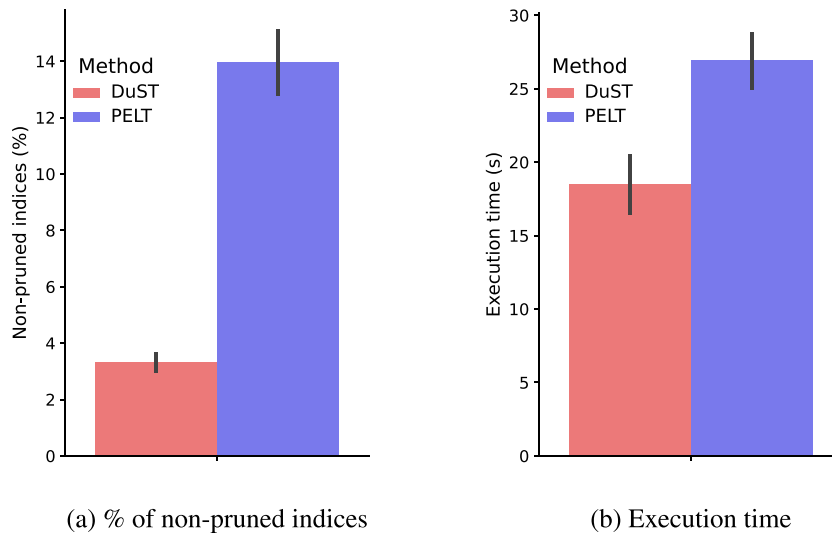 Non-pruned indices (%)
14
12
10
8
6
4
2
0
Method
DuST
PELT
(a) % of non-pruned indices
Execution time (s)
30
25
20
15
10
5
0
Method
DuST
PELT
(b) Execution time